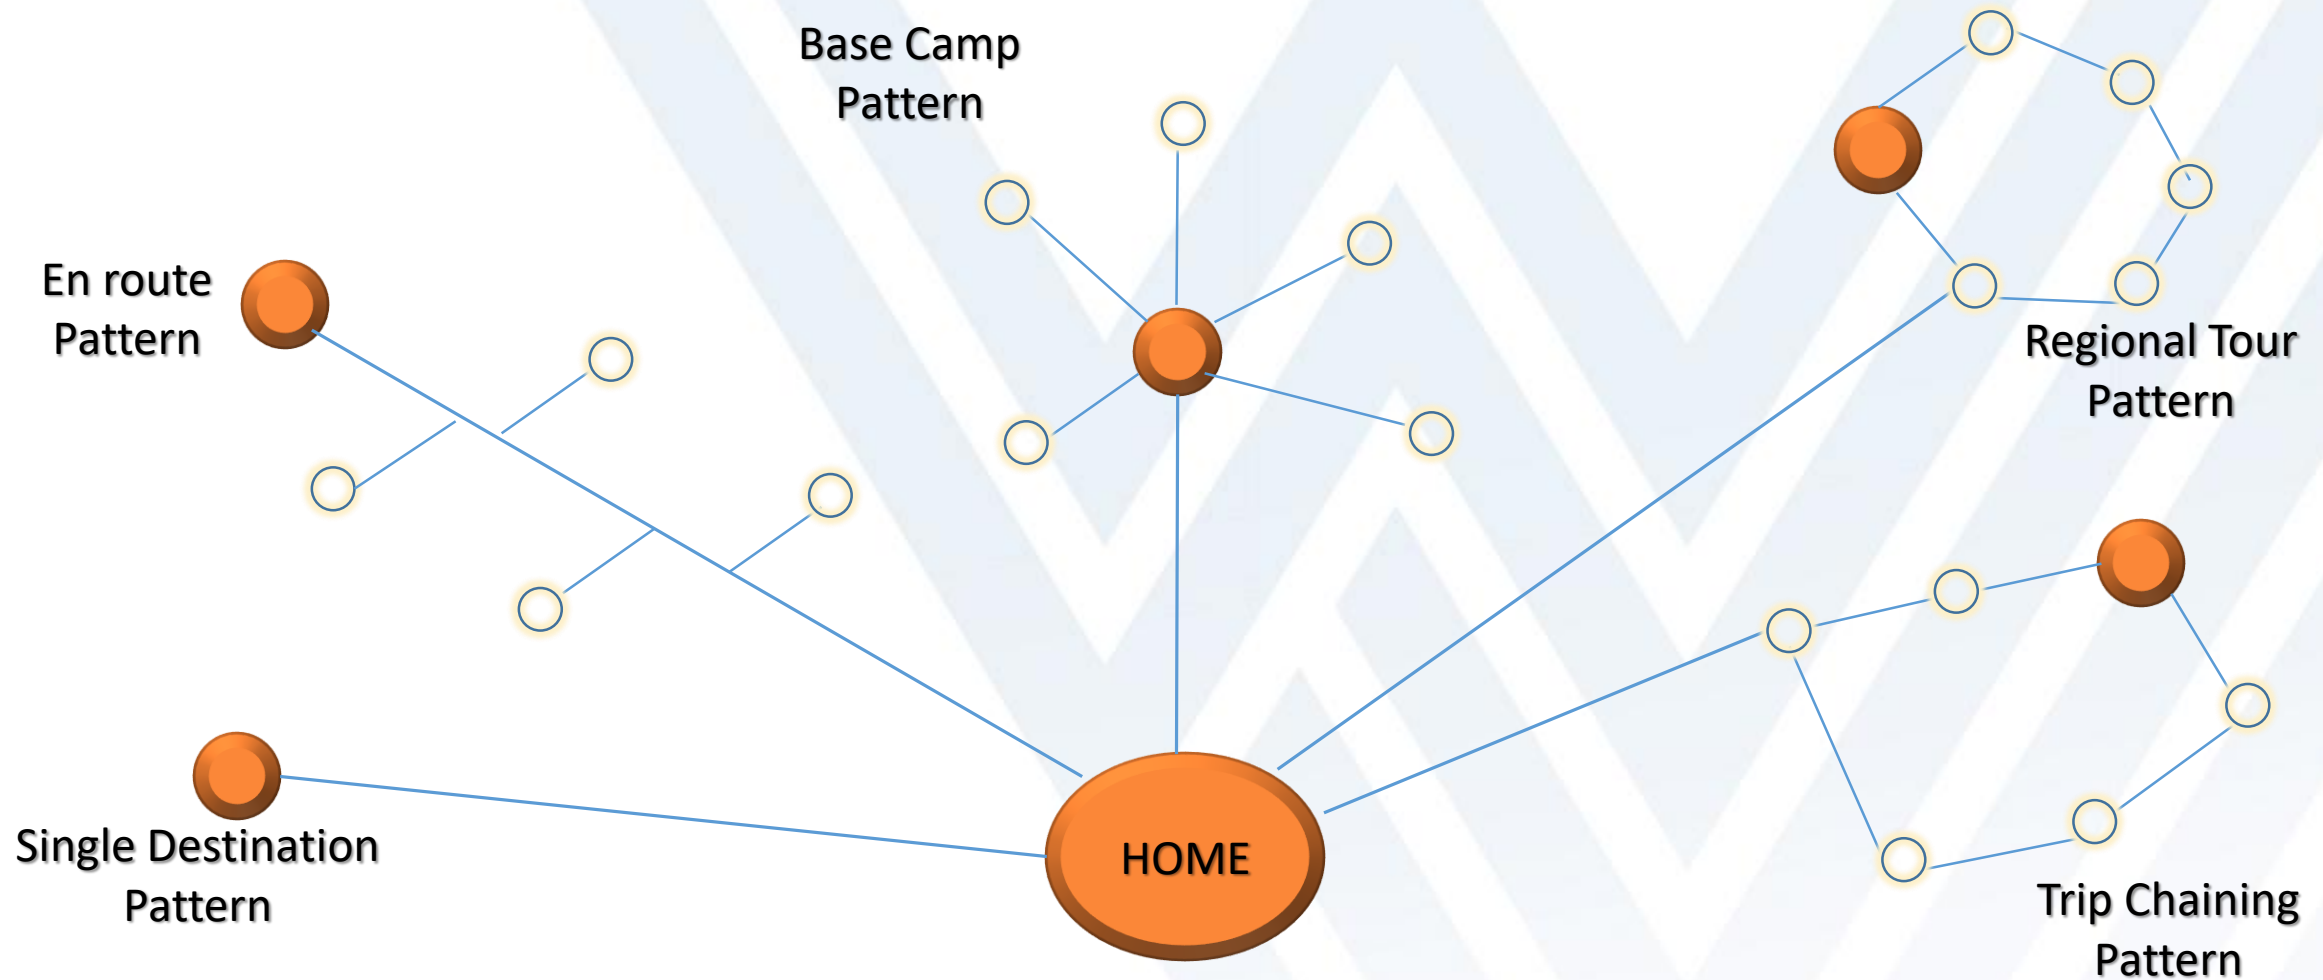 Base Camp
Pattern
En route
Pattern
Regional Tour
Pattern
Single Destination
Pattern
HOME
Trip Chaining
Pattern